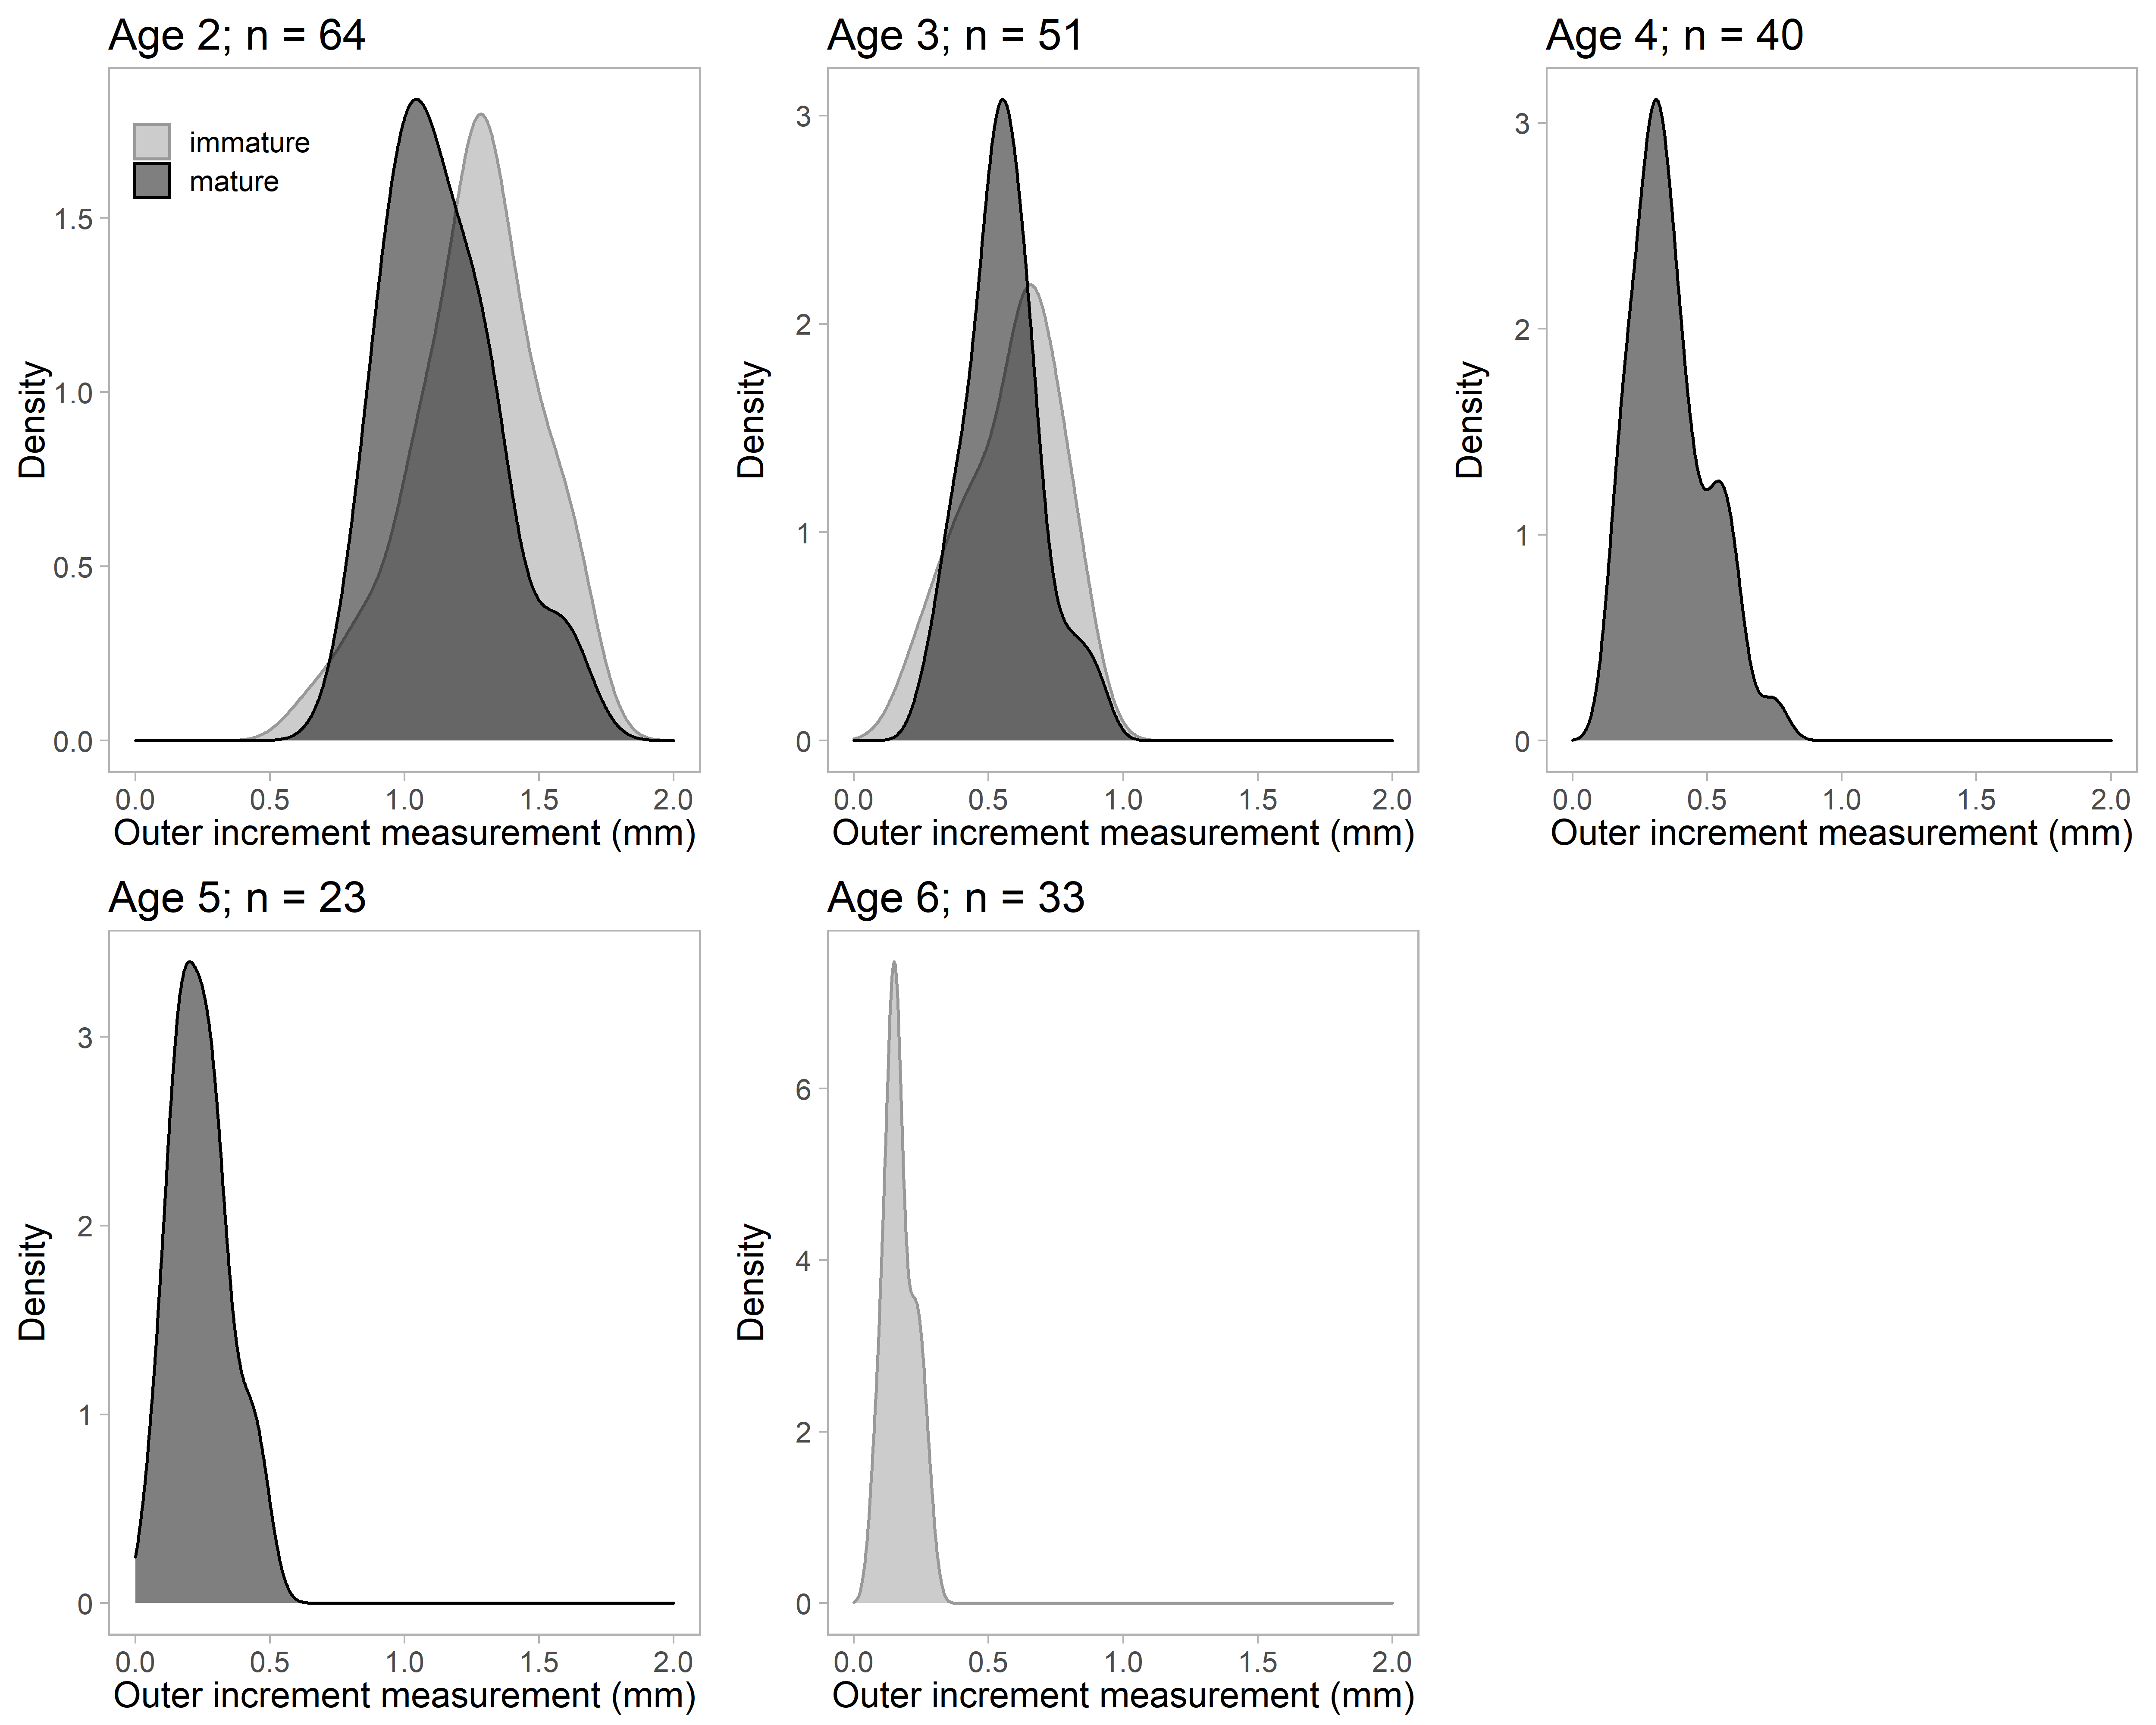 Age 2; n = 64
immature
mature
Density
0.0
0.5
1.0
1.5
0.0 0.5 1.0 1.5 2.0
Outer increment measurement (mm)
Age 3; n = 51
Density
3
2
1
0
0.0 0.5 1.0 1.5 2.0
Outer increment measurement (mm)
Age 4; n = 40
Density
3
2
1
0
0.0 0.5 1.0 1.5 2.0
Outer increment measurement (mm)
Age 5; n = 23
Density
3
2
1
0
0.0 0.5 1.0 1.5 2.0
Outer increment measurement (mm)
Age 6; n = 33
Density
6
4
2
0
0.0 0.5 1.0 1.5 2.0
Outer increment measurement (mm)